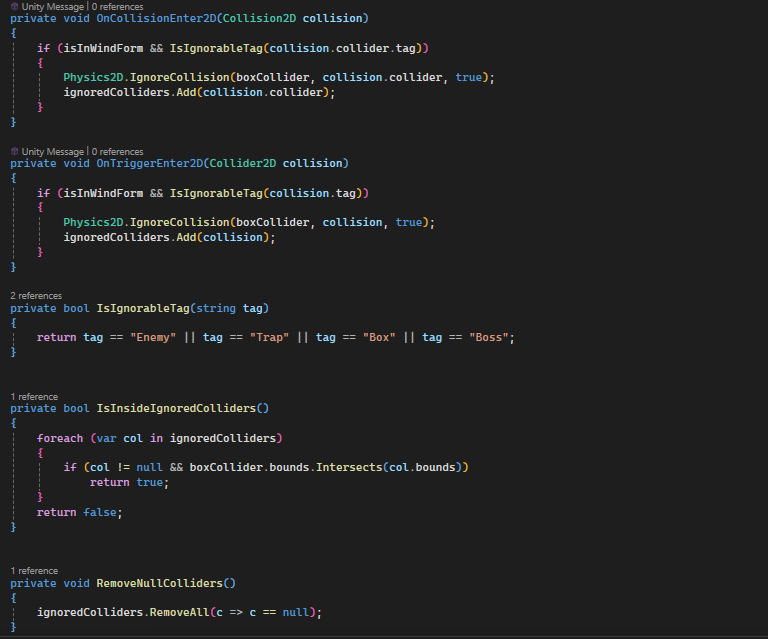 Unity Message | 0 references
private void OnCollisionEnter2D(Collision2D collision)
{
    if (isInWindForm && IsIgnorableTag(collision.collider.tag))
    {
        Physics2D.IgnoreCollision(boxCollider, collision.collider, true);
        ignoredColliders.Add(collision.collider);
    }
}
Unity Message | 0 references
private void OnTriggerEnter2D(Collider2D collision)
{
    if (isInWindForm && IsIgnorableTag(collision.tag))
    {
        Physics2D.IgnoreCollision(boxCollider, collision, true);
        ignoredColliders.Add(collision);
    }
}
2 references
private bool IsIgnorableTag(string tag)
{
    return tag == "Enemy" || tag == "Trap" || tag == "Box" || tag == "Boss";
}
1 reference
private bool IsInsideIgnoredColliders()
{
    foreach (var col in ignoredColliders)
    {
        if (col != null && boxCollider.bounds.Intersects(col.bounds))
            return true;
    }
    return false;
}
1 reference
private void RemoveNullColliders()
{
    ignoredColliders.RemoveAll(c => c == null);
}